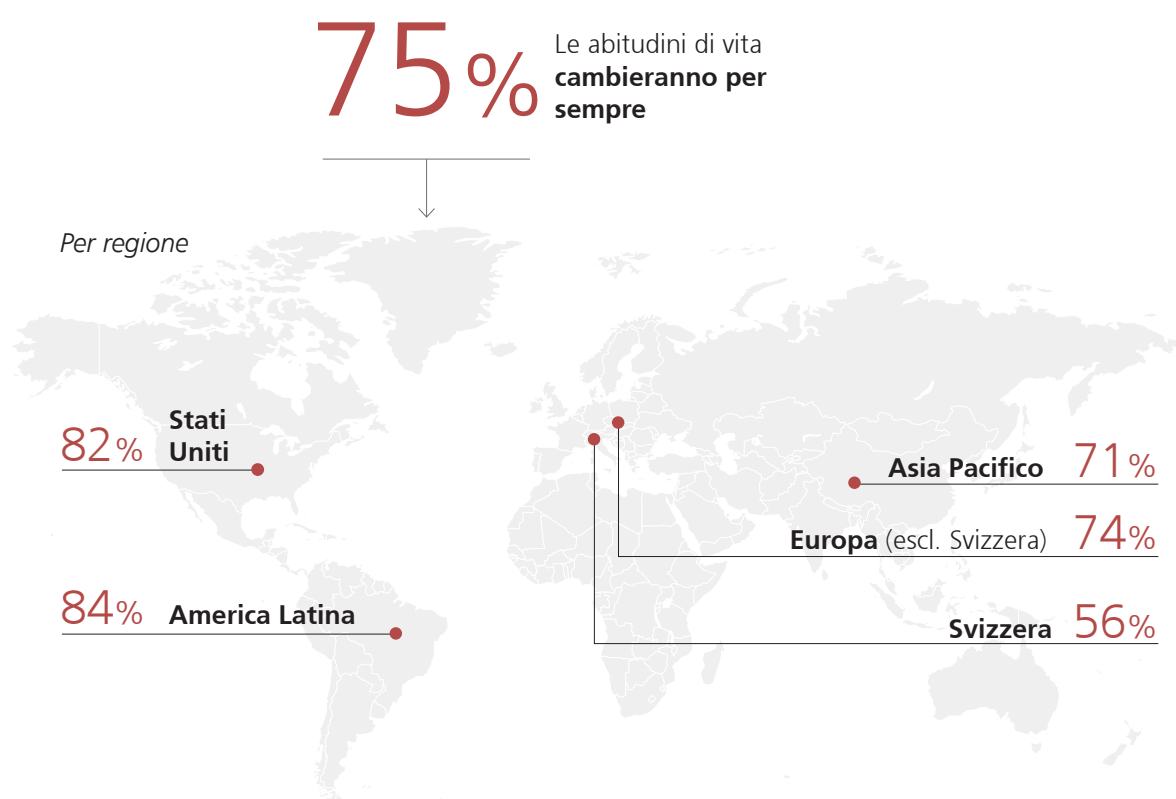 75%
Le abitudini di vita
cambieranno per
sempre
Per regione
82%
Stati
Uniti
84% America Latina
Asia Pacifico 71%
Europa (escl. Svizzera) 74%
Svizzera 56%